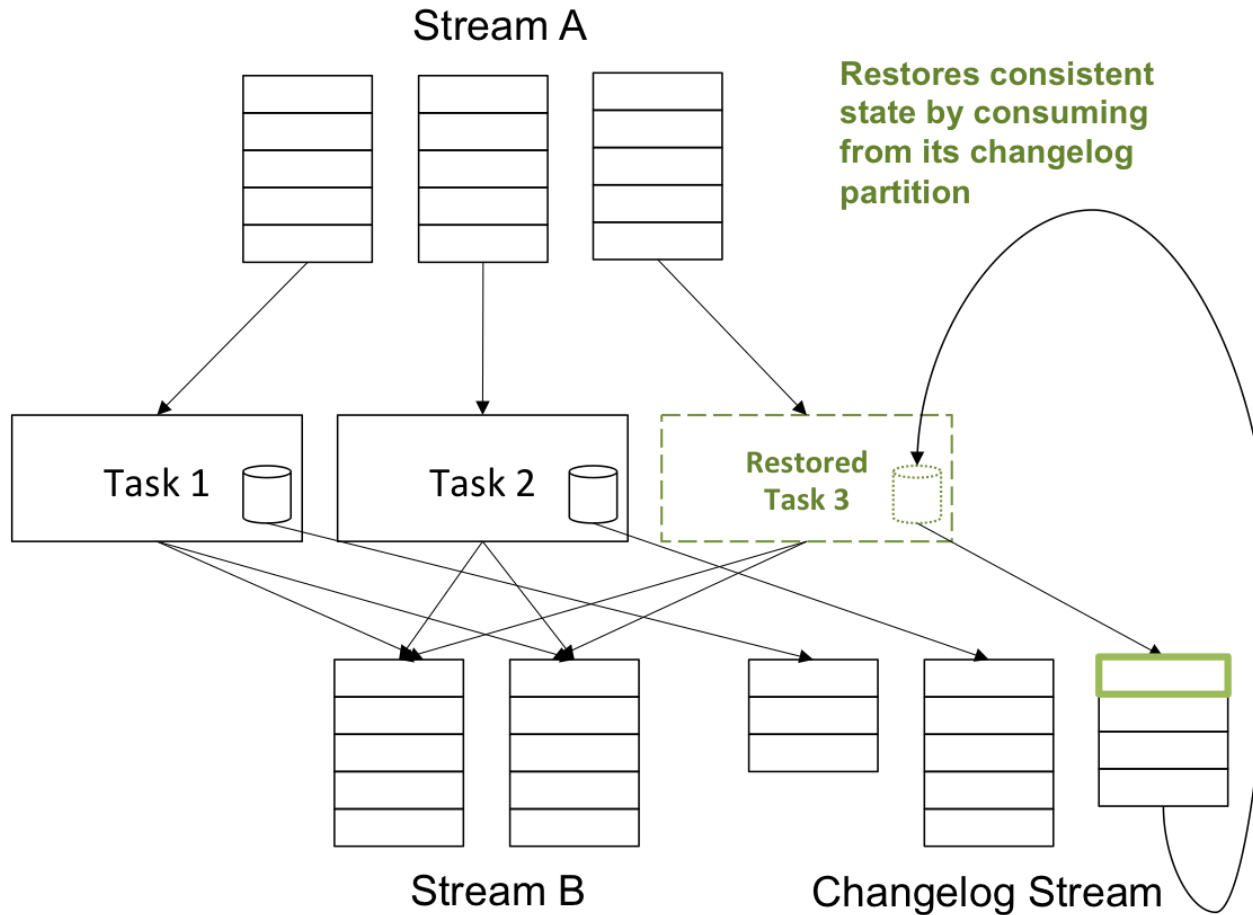 Stream A
Restores consistent
state by consuming
from its changelog
partition
Task 1
Task 2
Restored
Task 3
Stream B
Changelog Stream